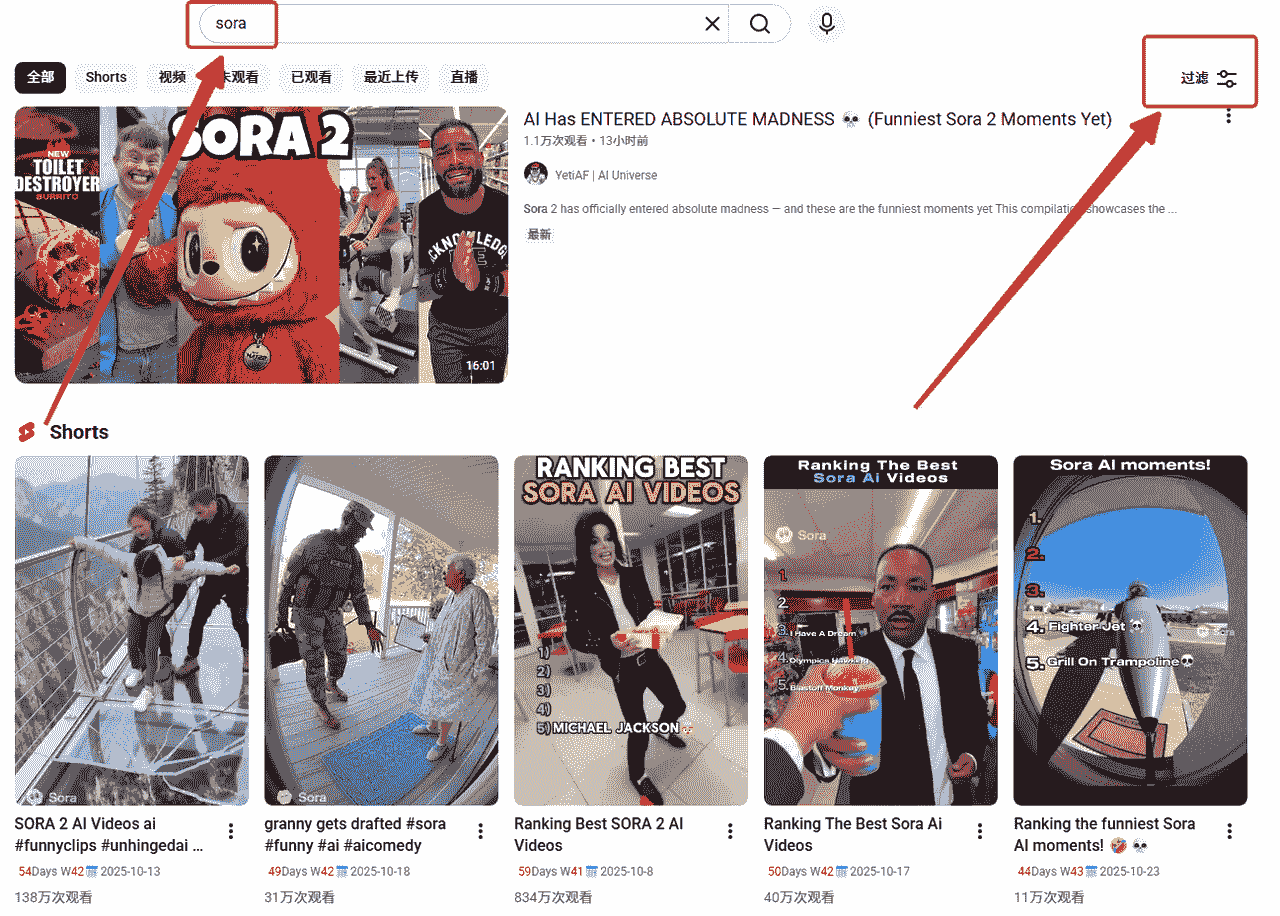 sora
全部
Shorts
视频
未观看
已观看
最近上传
直播
过滤
SORA 2
NEW
TOILET
DESTROYER
BURRITO
ACKNOWLEDGE
16:01
AI Has ENTERED ABSOLUTE MADNESS 💀 (Funniest Sora 2 Moments Yet)
1.1万次观看 • 13小时前
YetiAF | AI Universe
Sora 2 has officially entered absolute madness — and these are the funniest moments yet This compilation showcases the ...
最新
Shorts
Sora
SORA 2 AI Videos ai
#funnyclips #unhingedai ...
54Days W42 2025-10-13
138万次观看
Sora
granny gets drafted #sora
#funny #ai #aicomedy
49Days W42 2025-10-18
31万次观看
RANKING BEST
SORA AI VIDEOS
1)
2)
3)
4)
5) MICHAEL JACKSON
Ranking Best SORA 2 AI
Videos
59Days W41 2025-10-8
834万次观看
Ranking The Best
Sora Ai Videos
Sora
1.
2.
3. I Have A Dream
4. Olympics Hawking
5. Blastoff Monkey
Ranking The Best Sora Ai
Videos
50Days W42 2025-10-17
40万次观看
Sora AI moments!
1.
2.
3.
4. Fighter Jet 💀
5. Grill On Trampoline💀
Sora
Ranking the funniest Sora
AI moments! 🤣 💀
44Days W43 2025-10-23
11万次观看